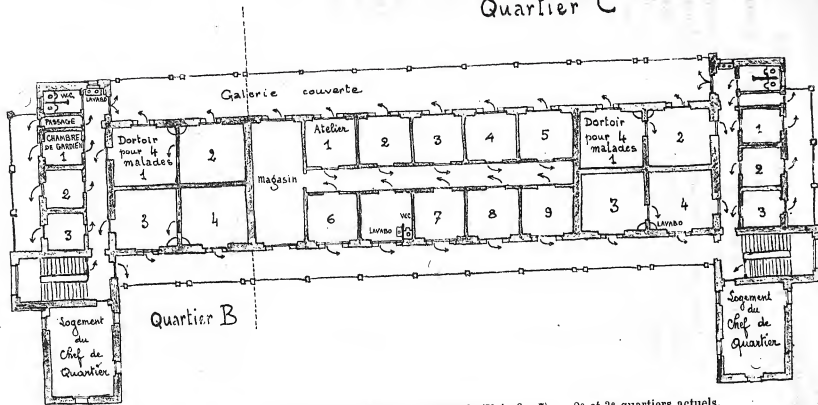 Quartier C
Galerie couverte
W.C.
LAVABO
PASSAGE
CHAMBRE
DE GARDIEN
1
2
3
Dortoir
pour 4
malades
1
2
3
4
Magasin
Atelier
1
2
3
4
5
6
LAVABO
W.C
7
8
9
Dortoir
pour 4
malades
1
2
3
4
LAVABO
1
2
3
Logement
du
Chef de
Quartier
Quartier B
Logement
du
Chef de
Quartier
2e et 3e quartiers actuels.